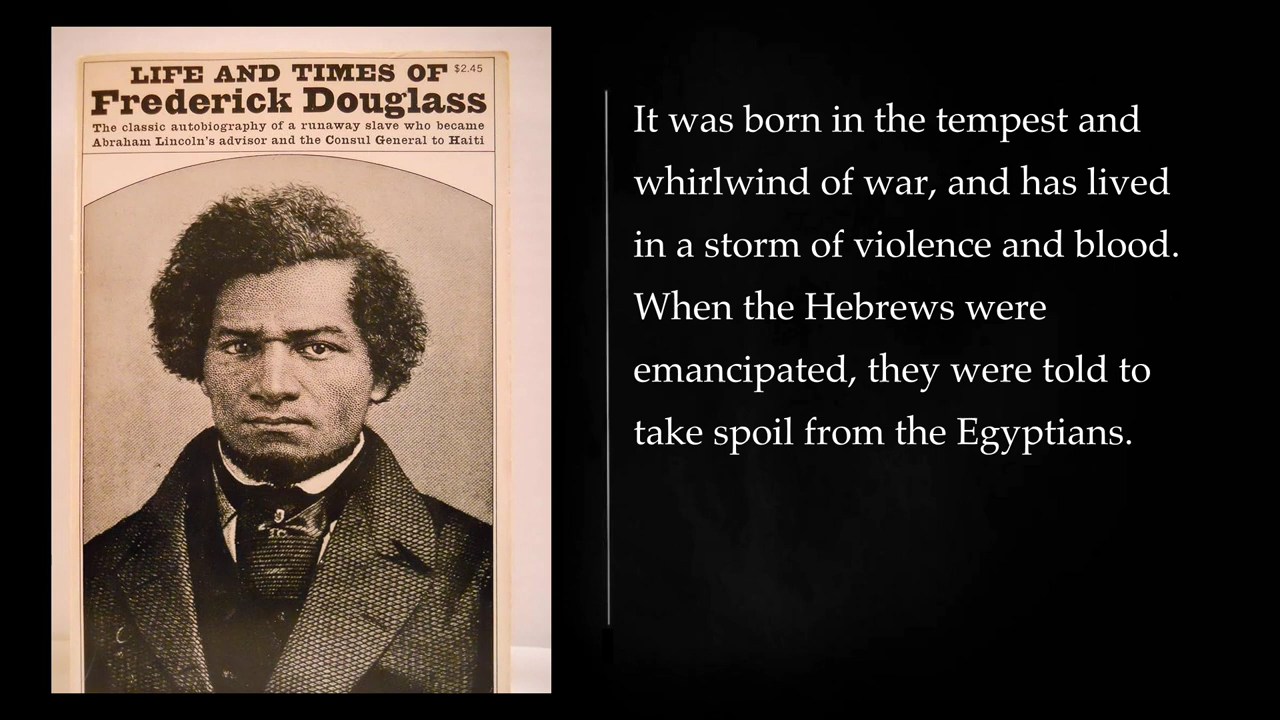 LIFE AND TIMES OF $2.45
Frederick Douglass
The classic autobiography of a runaway slave who became
Abraham Lincoln's advisor and the Consul General to Haiti
It was born in the tempest and
whirlwind of war, and has lived
in a storm of violence and blood.
When the Hebrews were
emancipated, they were told to
take spoil from the Egyptians.